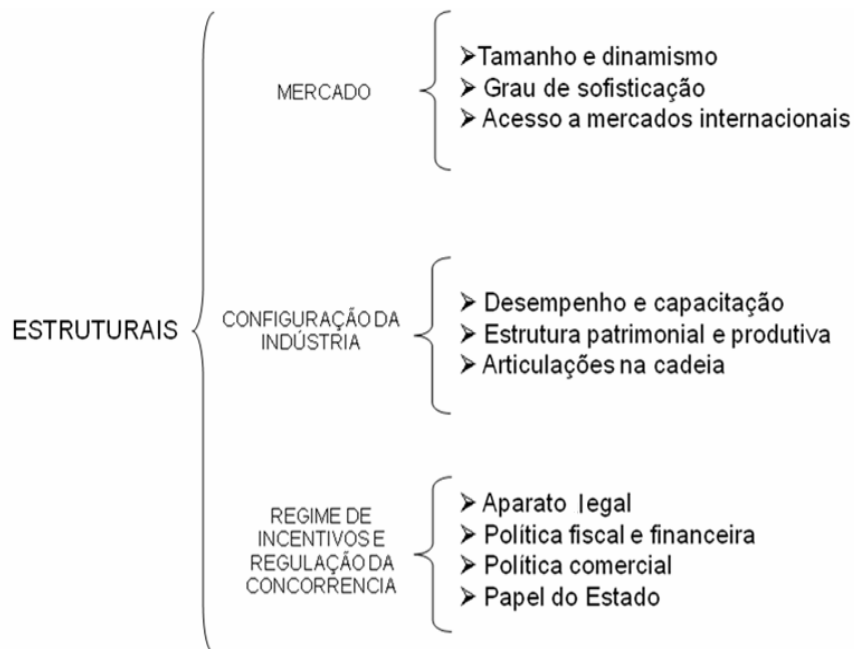 ESTRUTURAIS
MERCADO
➢Tamanho e dinamismo
➢ Grau de sofisticação
➢ Acesso a mercados internacionais
CONFIGURAÇÃO DA
INDÚSTRIA
➢ Desempenho e capacitação
➢ Estrutura patrimonial e produtiva
➢ Articulações na cadeia
REGIME DE
INCENTIVOS E
REGULAÇÃO DA
CONCORRENCIA
➢ Aparato legal
➢ Política fiscal e financeira
➢ Política comercial
➢ Papel do Estado